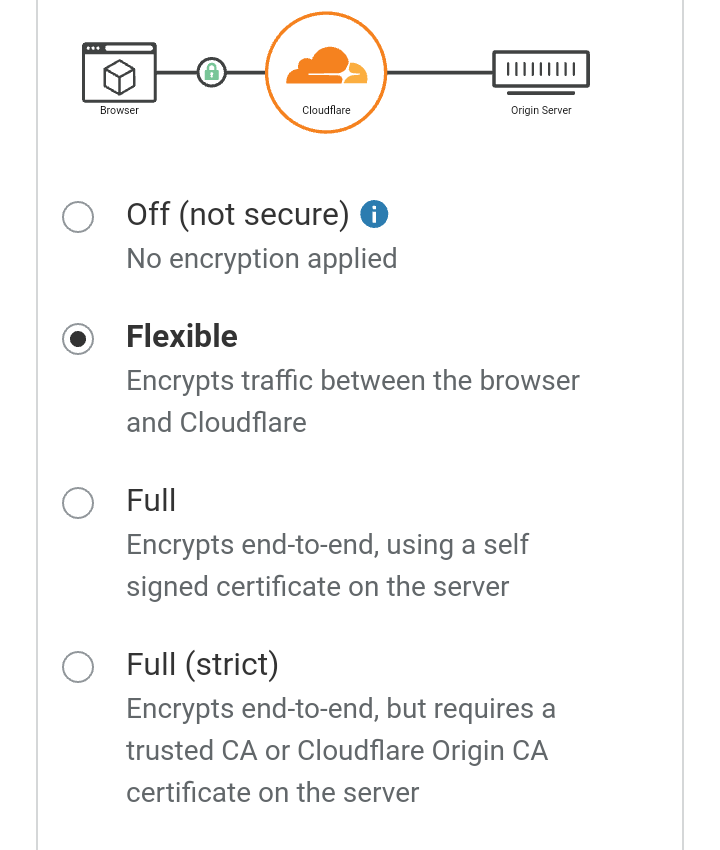 Browser
Cloudflare
Origin Server
Off (not secure)
No encryption applied
Flexible
Encrypts traffic between the browser
and Cloudflare
Full
Encrypts end-to-end, using a self
signed certificate on the server
Full (strict)
Encrypts end-to-end, but requires a
trusted CA or Cloudflare Origin CA
certificate on the server